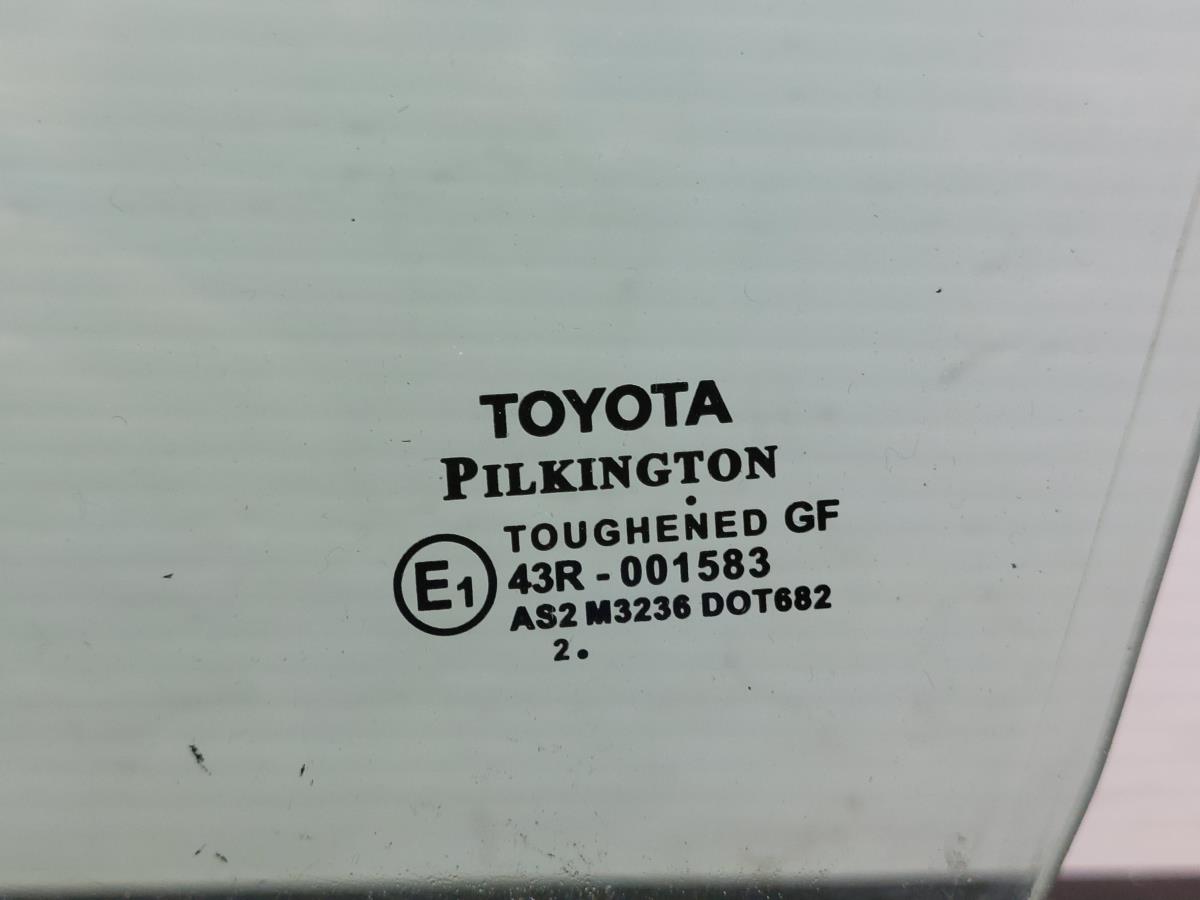 TOYOTA
PILKINGTON
TOUGHENED GF
E1
43R - 001583
AS2 M3236 DOT682
2.